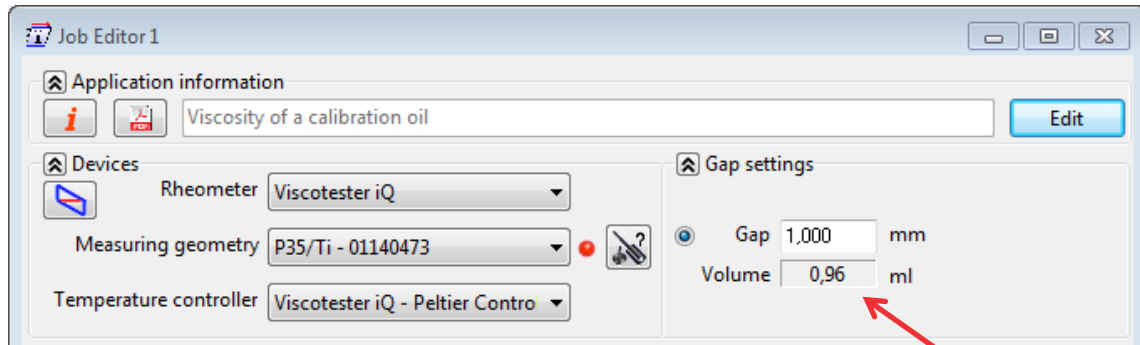 Job Editor 1
Application information
i PDF Viscosity of a calibration oil Edit
Devices
Rheometer Viscotester iQ
Measuring geometry P35/Ti - 01140473 ?
Temperature controller Viscotester iQ - Peltier Contro
Gap settings
Gap 1,000 mm
Volume 0,96 ml